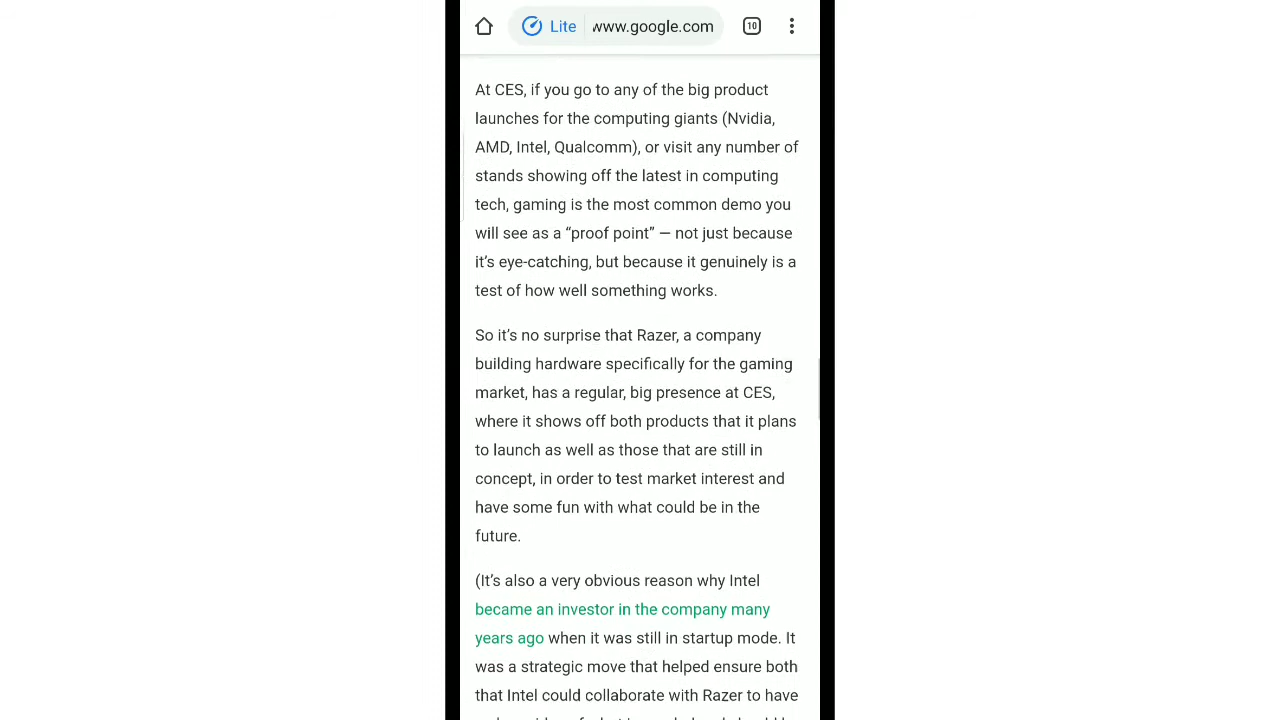 Lite www.google.com 10
At CES, if you go to any of the big product
launches for the computing giants (Nvidia,
AMD, Intel, Qualcomm), or visit any number of
stands showing off the latest in computing
tech, gaming is the most common demo you
will see as a “proof point” — not just because
it’s eye-catching, but because it genuinely is a
test of how well something works.
So it’s no surprise that Razer, a company
building hardware specifically for the gaming
market, has a regular, big presence at CES,
where it shows off both products that it plans
to launch as well as those that are still in
concept, in order to test market interest and
have some fun with what could be in the
future.
(It’s also a very obvious reason why Intel
became an investor in the company many
years ago when it was still in startup mode. It
was a strategic move that helped ensure both
that Intel could collaborate with Razer to have